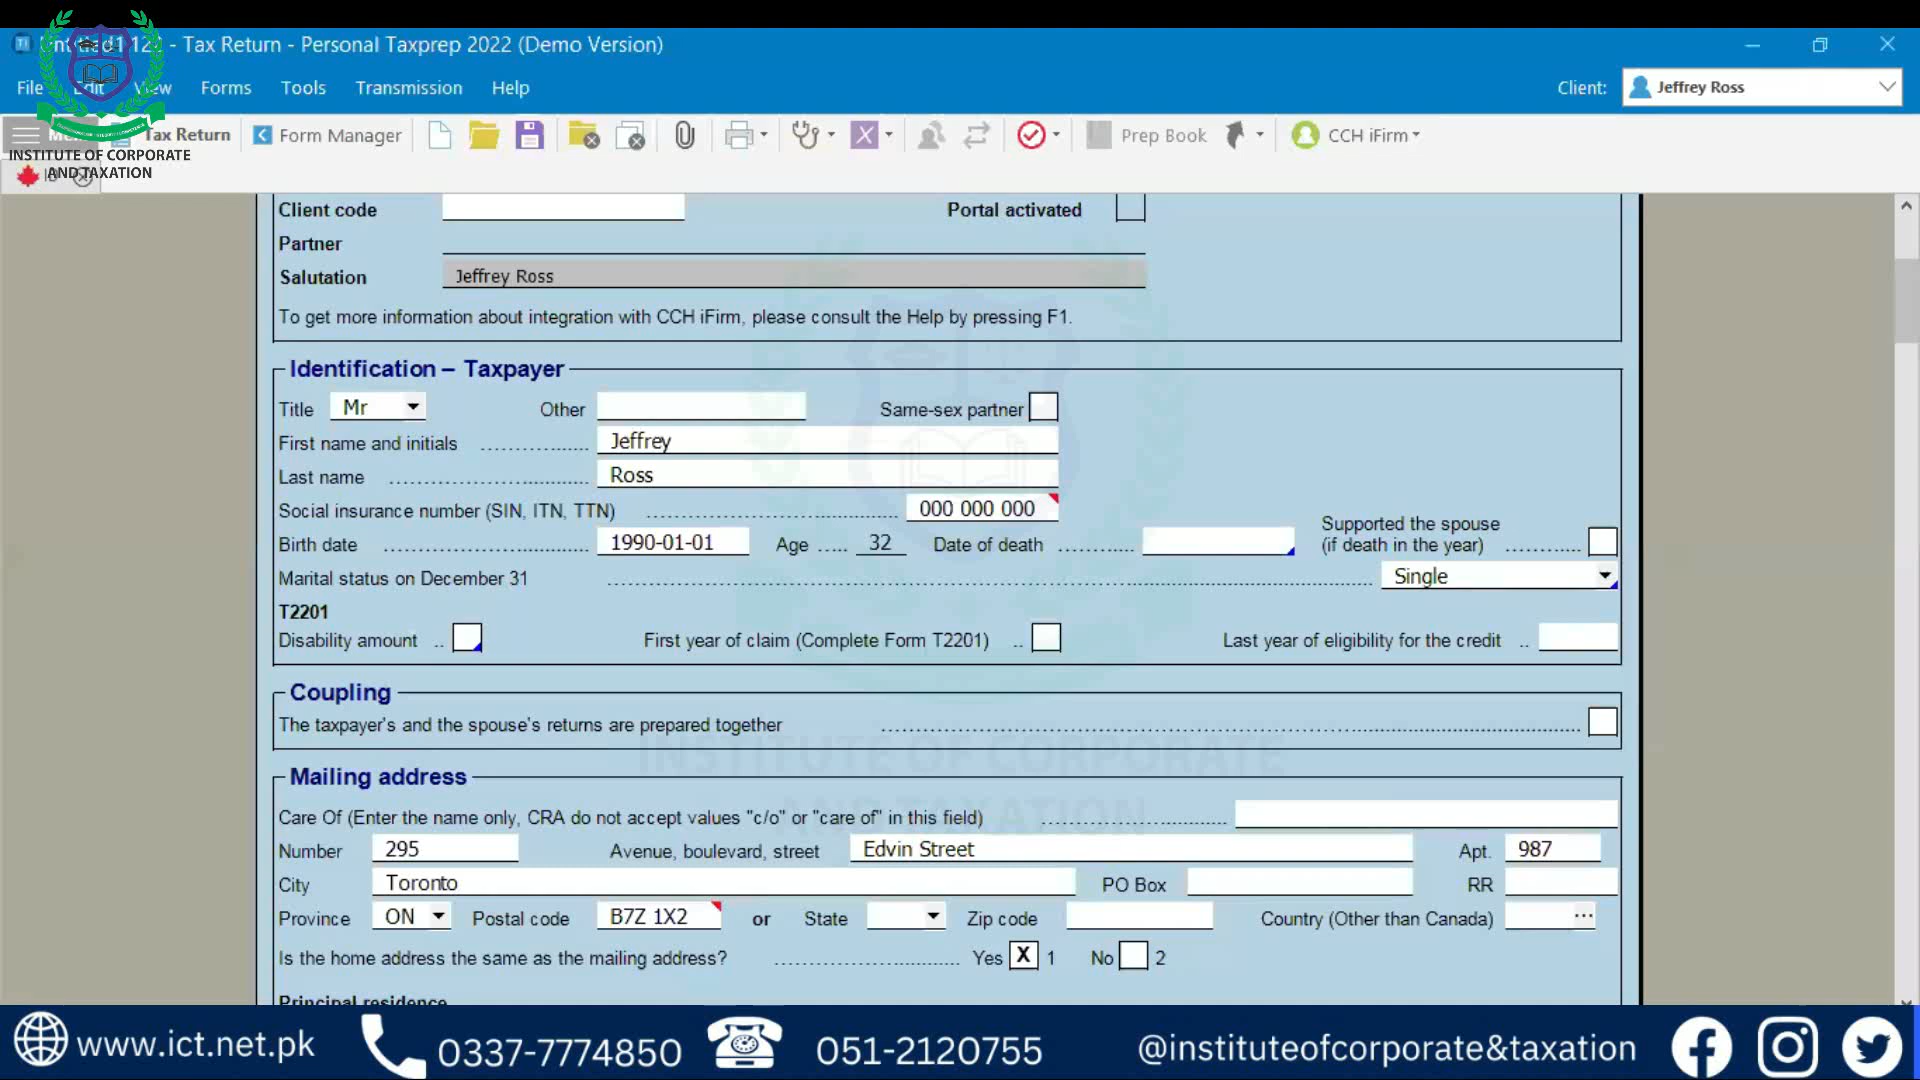 Untitled1.122 - Tax Return - Personal Taxprep 2022 (Demo Version)
File Edit View Forms Tools Transmission Help Client: Jeffrey Ross
Tax Return Form Manager Prep Book CCH iFirm
INSTITUTE OF CORPORATE
AND TAXATION
Client code Portal activated
Partner
Salutation Jeffrey Ross
To get more information about integration with CCH iFirm, please consult the Help by pressing F1.
Identification – Taxpayer
Title Mr Other Same-sex partner
First name and initials Jeffrey
Last name Ross
Social insurance number (SIN, ITN, TTN) 000 000 000
Birth date 1990-01-01 Age 32 Date of death Supported the spouse (if death in the year)
Marital status on December 31 Single
T2201
Disability amount First year of claim (Complete Form T2201) Last year of eligibility for the credit
Coupling
The taxpayer's and the spouse's returns are prepared together
INSTITUTE OF CORPORATE
AND TAXATION
Mailing address
Care Of (Enter the name only, CRA do not accept values "c/o" or "care of" in this field)
Number 295 Avenue, boulevard, street Edvin Street Apt. 987
City Toronto PO Box RR
Province ON Postal code B7Z 1X2 or State Zip code Country (Other than Canada) ...
Is the home address the same as the mailing address? Yes X 1 No 2
Principal residence
www.ict.net.pk 0337-7774850 051-2120755 @instituteofcorporate&taxation